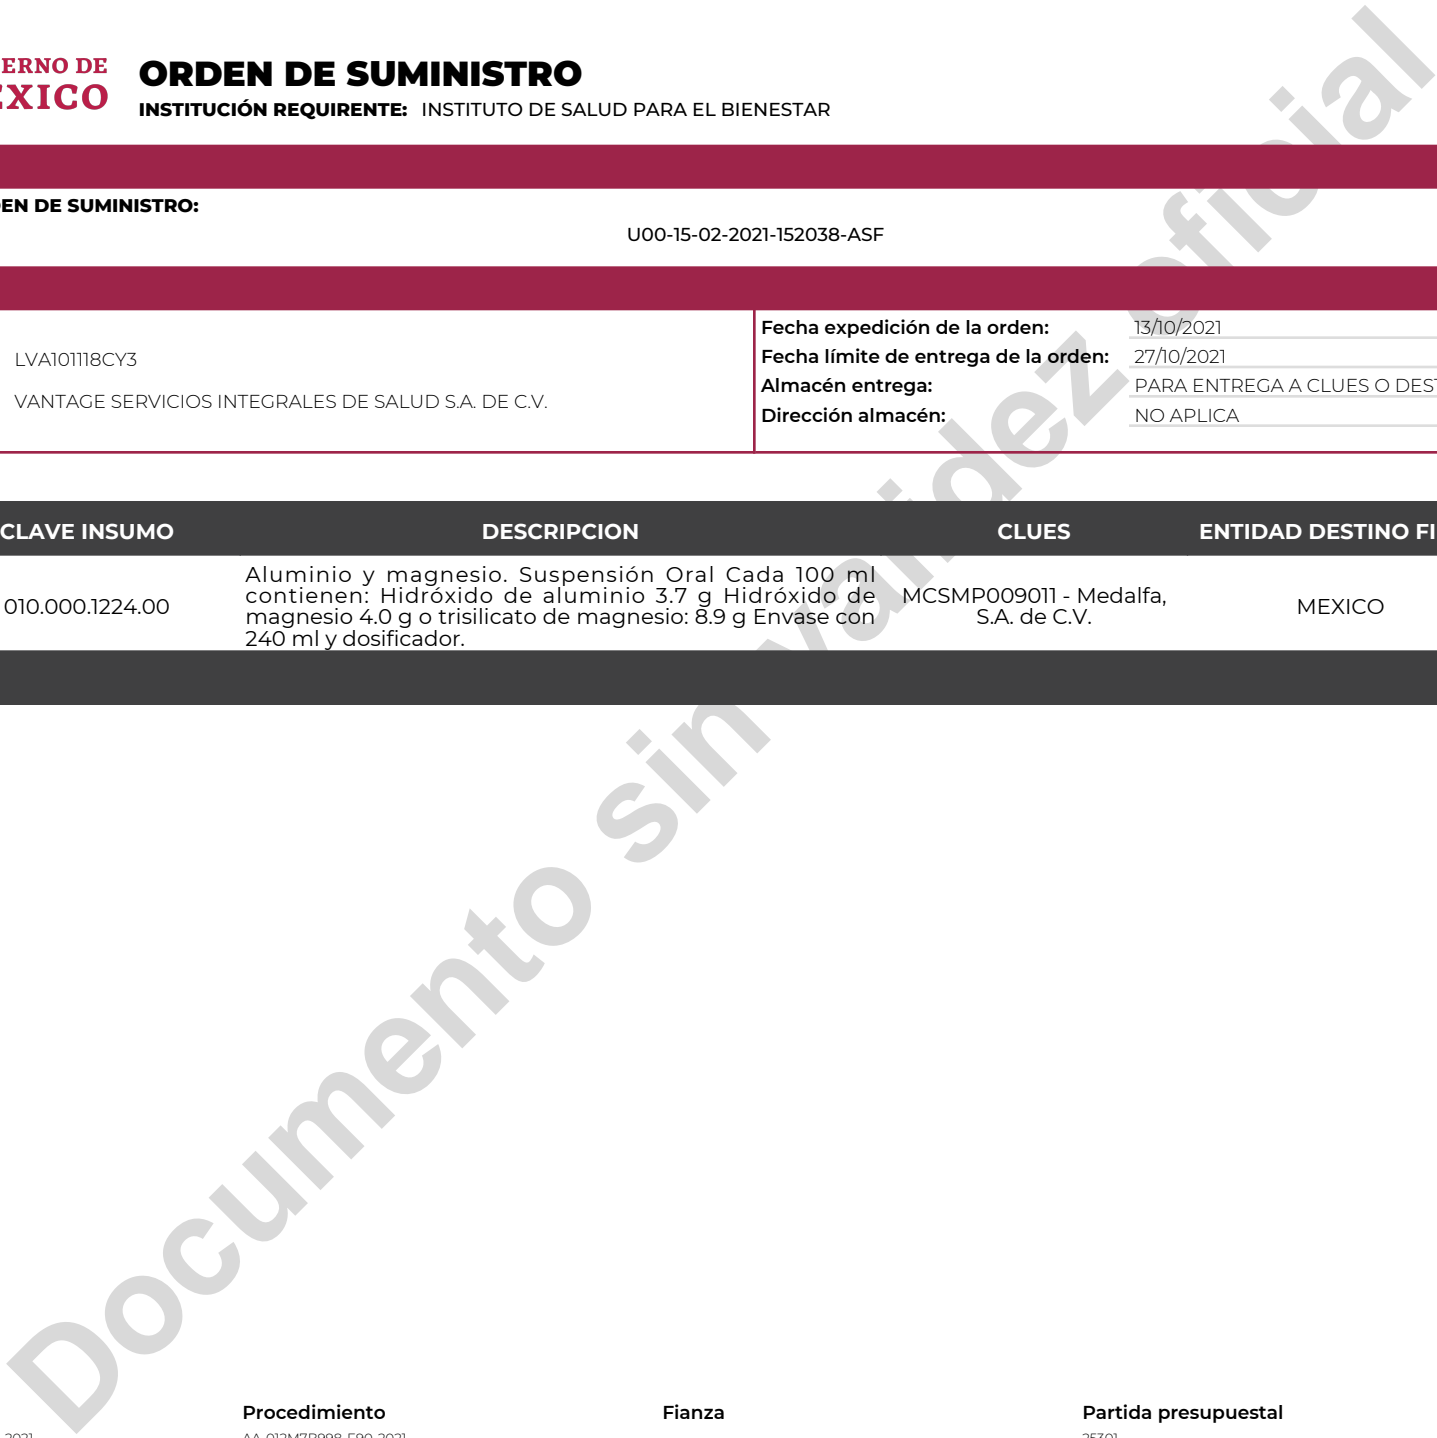 ERNO DE
ORDEN DE SUMINISTRO
INSTITUCIÓN REQUIRENTE: INSTITUTO DE SALUD PARA EL BIENESTAR
EN DE SUMINISTRO:
U00-15-02-2021-152038-ASF
LVA101118CY3
VANTAGE SERVICIOS INTEGRALES DE SALUD S.A. DE C.V.
Fecha expedición de la orden: 13/10/2021
Fecha límite de entrega de la orden: 27/10/2021
Almacén entrega: PARA ENTREGA A CLUES O DEST
Dirección almacén: NO APLICA
CLAVE INSUMO DESCRIPCION CLUES ENTIDAD DESTINO FI
010.000.1224.00
Aluminio y magnesio. Suspensión Oral Cada 100 ml
contienen: Hidróxido de aluminio 3.7 g Hidróxido de
magnesio 4.0 g o trisilicato de magnesio: 8.9 g Envase con
240 ml y dosificador.
MCSMP009011 - Medalfa,
S.A. de C.V.
MEXICO
Documento sin validez oficial
Procedimiento Fianza Partida presupuestal